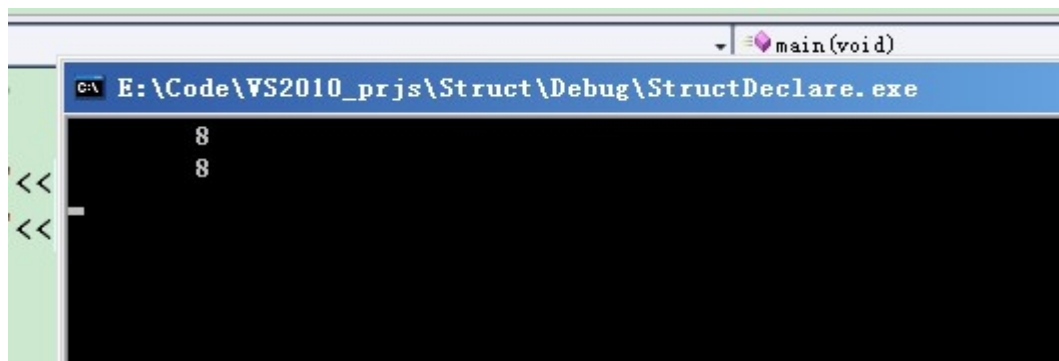 main(void)
E:\Code\VS2010_prjs\Struct\Debug\StructDeclare.exe
8
8
<<
<<